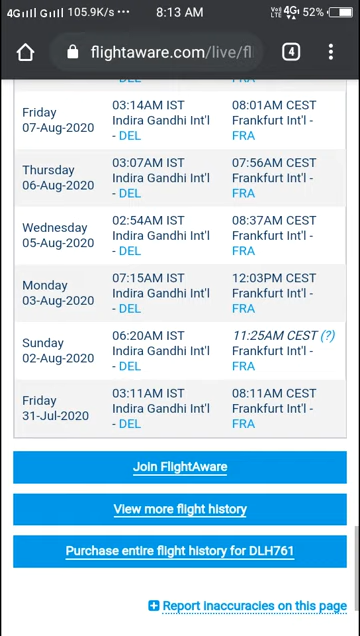 4G 4G 105.9K/s ··· 8:13 AM VoLTE 4G 52%
flightaware.com/live/fl 4
DEL FRA
Friday 03:14AM IST 08:01AM CEST
07-Aug-2020 Indira Gandhi Int'l Frankfurt Int'l -
- DEL FRA
Thursday 03:07AM IST 07:56AM CEST
06-Aug-2020 Indira Gandhi Int'l Frankfurt Int'l -
- DEL FRA
Wednesday 02:54AM IST 08:37AM CEST
05-Aug-2020 Indira Gandhi Int'l Frankfurt Int'l -
- DEL FRA
Monday 07:15AM IST 12:03PM CEST
03-Aug-2020 Indira Gandhi Int'l Frankfurt Int'l -
- DEL FRA
Sunday 06:20AM IST 11:25AM CEST (?)
02-Aug-2020 Indira Gandhi Int'l Frankfurt Int'l -
- DEL FRA
Friday 03:11AM IST 08:11AM CEST
31-Jul-2020 Indira Gandhi Int'l Frankfurt Int'l -
- DEL FRA
Join FlightAware
View more flight history
Purchase entire flight history for DLH761
Report inaccuracies on this page